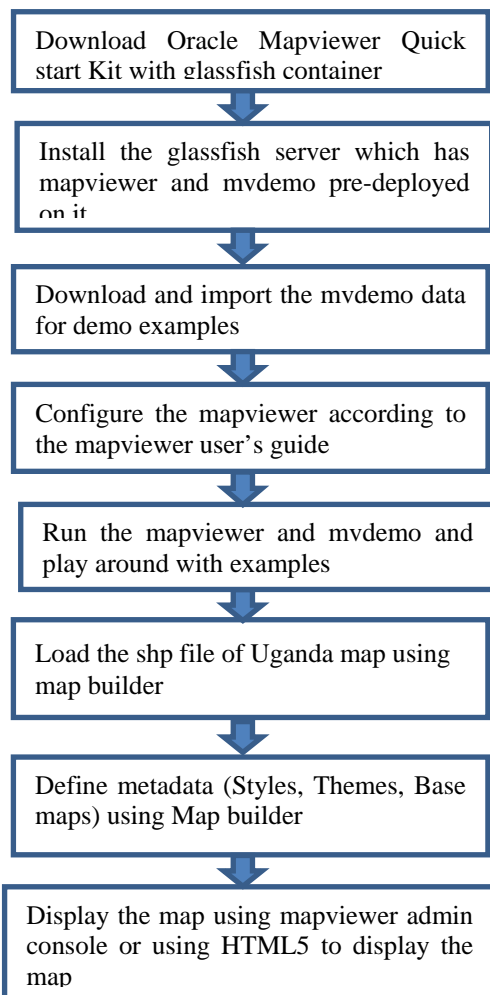 Download Oracle Mapviewer Quick
start Kit with glassfish container
Install the glassfish server which has
mapviewer and mvdemo pre-deployed
on it
Download and import the mvdemo data
for demo examples
Configure the mapviewer according to
the mapviewer user’s guide
Run the mapviewer and mvdemo and
play around with examples
Load the shp file of Uganda map using
map builder
Define metadata (Styles, Themes, Base
maps) using Map builder
Display the map using mapviewer admin
console or using HTML5 to display the
map